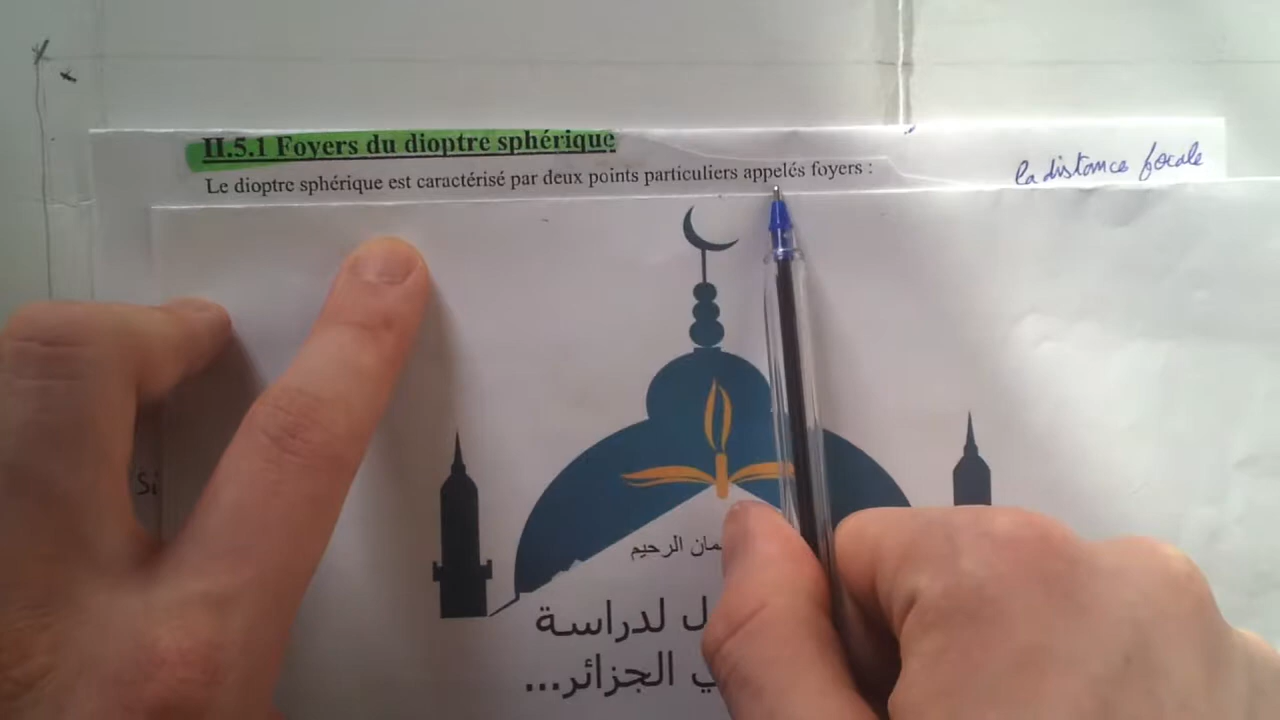 II.5.1 Foyers du dioptre sphérique
Le dioptre sphérique est caractérisé par deux points particuliers appelés foyers :
la distance focale
Si
الرحيم
لدراسة
الجزائر...